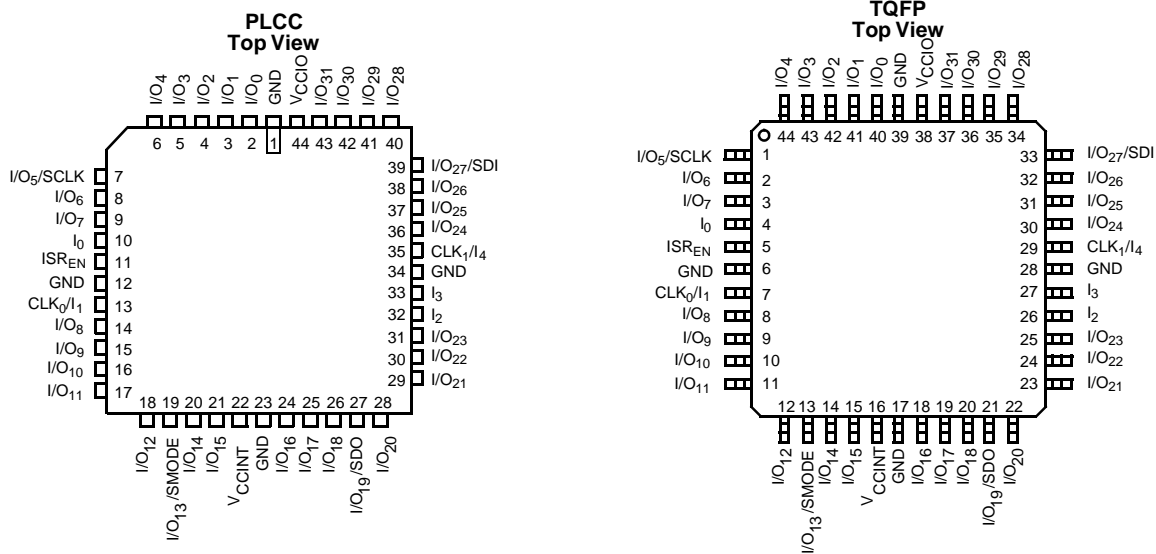 PLCC
Top View
I/O4
I/O3
I/O2
I/O1
I/O0
GND
VCCIO
I/O31
I/O30
I/O29
I/O28
6 5 4 3 2 1 44 43 42 41 40
I/O5/SCLK 7
I/O6 8
I/O7 9
I0 10
ISREN 11
GND 12
CLK0/I1 13
I/O8 14
I/O9 15
I/O10 16
I/O11 17
39 I/O27/SDI
38 I/O26
37 I/O25
36 I/O24
35 CLK1/I4
34 GND
33 I3
32 I2
31 I/O23
30 I/O22
29 I/O21
18 19 20 21 22 23 24 25 26 27 28
I/O12
I/O13/SMODE
I/O14
I/O15
VCCINT
GND
I/O16
I/O17
I/O18
I/O19/SDO
I/O20
TQFP
Top View
I/O4
I/O3
I/O2
I/O1
I/O0
GND
VCCIO
I/O31
I/O30
I/O29
I/O28
44 43 42 41 40 39 38 37 36 35 34
I/O5/SCLK 1
I/O6 2
I/O7 3
I0 4
ISREN 5
GND 6
CLK0/I1 7
I/O8 8
I/O9 9
I/O10 10
I/O11 11
33 I/O27/SDI
32 I/O26
31 I/O25
30 I/O24
29 CLK1/I4
28 GND
27 I3
26 I2
25 I/O23
24 I/O22
23 I/O21
12 13 14 15 16 17 18 19 20 21 22
I/O12
I/O13/SMODE
I/O14
I/O15
VCCINT
GND
I/O16
I/O17
I/O18
I/O19/SDO
I/O20